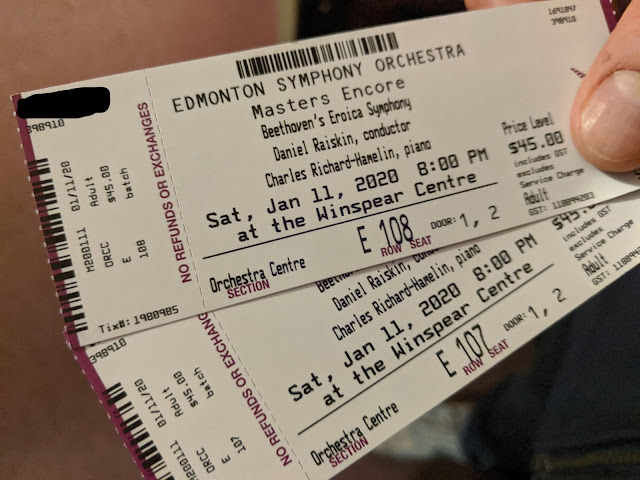 1691847
398910
EDMONTON SYMPHONY ORCHESTRA
Masters Encore
Beethoven's Eroica Symphony
Daniel Raiskin, conductor
Charles Richard-Hamelin, piano
Sat, Jan 11, 2020 8:00 PM
at the Winspear Centre
Orchestra Centre
SECTION
E 108
ROW SEAT
DOOR: 1, 2
Price Level
$45.00
includes GST
excludes
Service Charge
Adult
NO REFUNDS OR EXCHANGES
398910
M200111 01/11/20
ORCC Adult
$45.00
E batch
108
Tix#: 1980985
Daniel Raiskin,
Charles Richard-Hamelin, piano
Sat, Jan 11, 2020 8:00 PM
at the Winspear Centre
Orchestra Centre
SECTION
E 107
ROW SEAT
DOOR: 1, 2
includes GST
excludes
Service Charge
Adult
NO REFUNDS OR EXCHANG
398910
M200111 01/11/20
ORCC Adult
$45.00
E batch
107